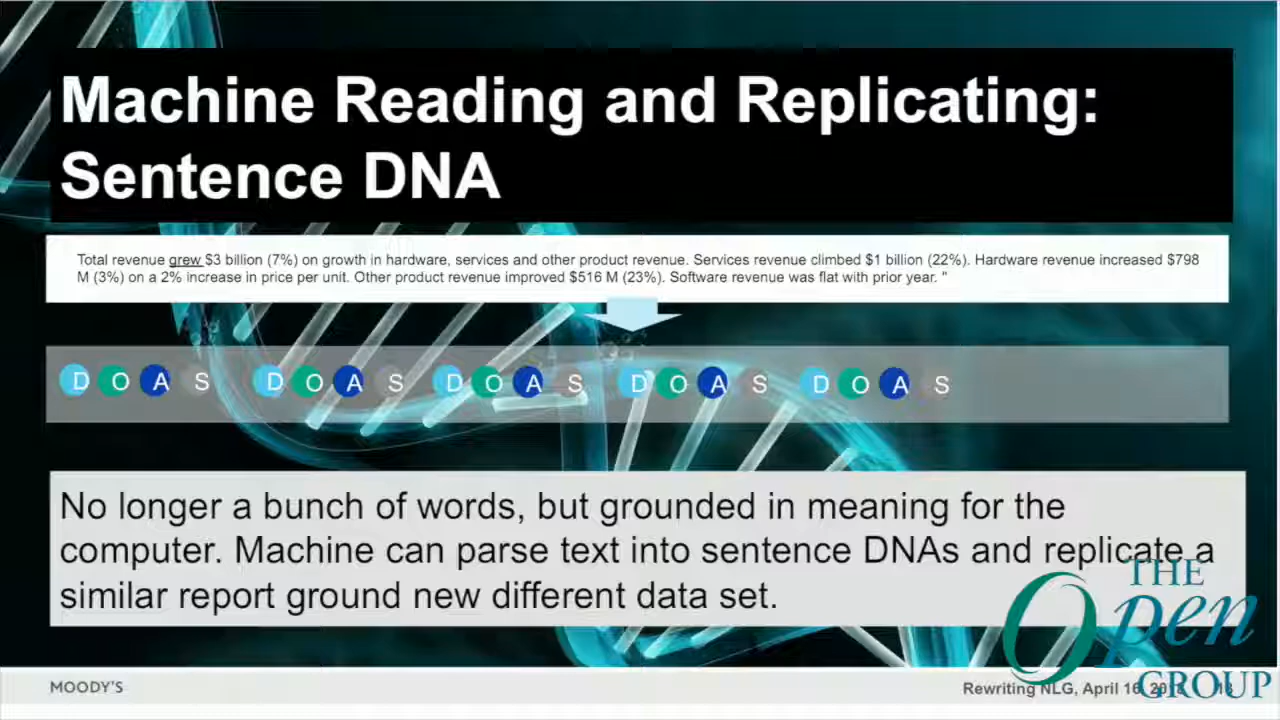 Machine Reading and Replicating:
Sentence DNA
Total revenue grew $3 billion (7%) on growth in hardware, services and other product revenue. Services revenue climbed $1 billion (22%). Hardware revenue increased $798
M (3%) on a 2% increase in price per unit. Other product revenue improved $516 M (23%). Software revenue was flat with prior year. "
D O A S D O A S D O A S D O A S D O A S
No longer a bunch of words, but grounded in meaning for the
computer. Machine can parse text into sentence DNAs and replicate a
similar report ground new different data set.
THE
Open
GROUP
MOODY'S
Rewriting NLG, April 16,